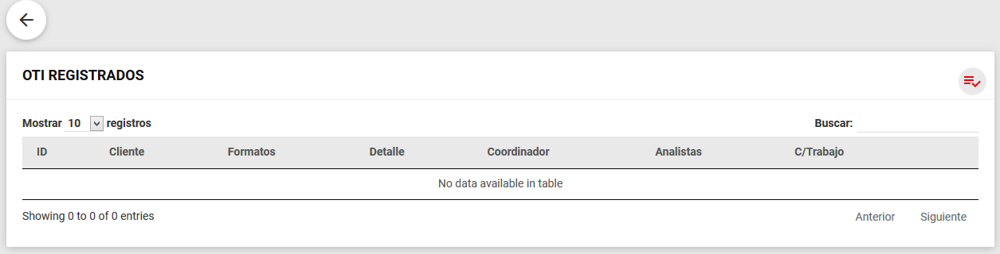 OTI REGISTRADOS
Mostrar 10 registros Buscar:
ID Cliente Formatos Detalle Coordinador Analistas C/Trabajo
No data available in table
Showing 0 to 0 of 0 entries Anterior Siguiente